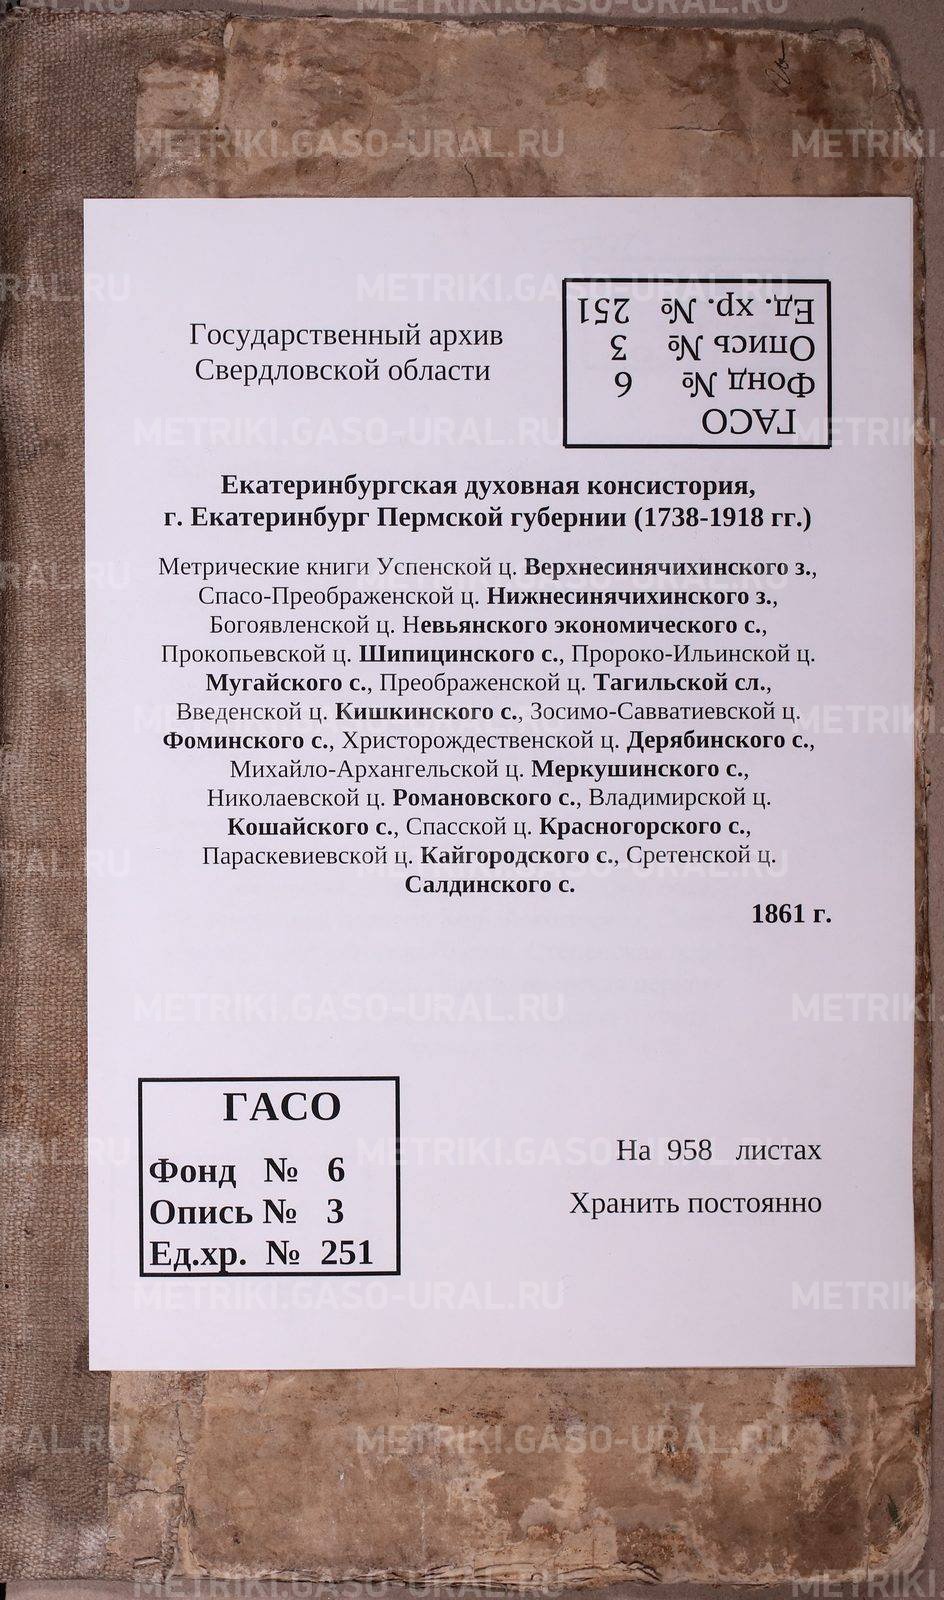 Государственный архив
Свердловской области
ГАСО
Фонд № 6
Опись № 3
Ед. хр. № 251
Екатеринбургская духовная консистория,
г. Екатеринбург Пермской губернии (1738-1918 гг.)
Метрические книги Успенской ц. Верхнесинячихинского з.,
Спасо-Преображенской ц. Нижнесинячихинского з.,
Богоявленской ц. Невьянского экономического с.,
Прокопьевской ц. Шипицинского с., Пророко-Ильинской ц.
Мугайского с., Преображенской ц. Тагильской сл.,
Введенской ц. Кишкинского с., Зосимо-Савватиевской ц.
Фоминского с., Христорождественской ц. Дерябинского с.,
Михайло-Архангельской ц. Меркушинского с.,
Николаевской ц. Романовского с., Владимирской ц.
Кошайского с., Спасской ц. Красногорского с.,
Параскевиевской ц. Кайгородского с., Сретенской ц.
Салдинского с.
1861 г.
ГАСО
Фонд № 6
Опись № 3
Ед.хр. № 251
На 958 листах
Хранить постоянно
METRIKI.GASO-URAL.RU